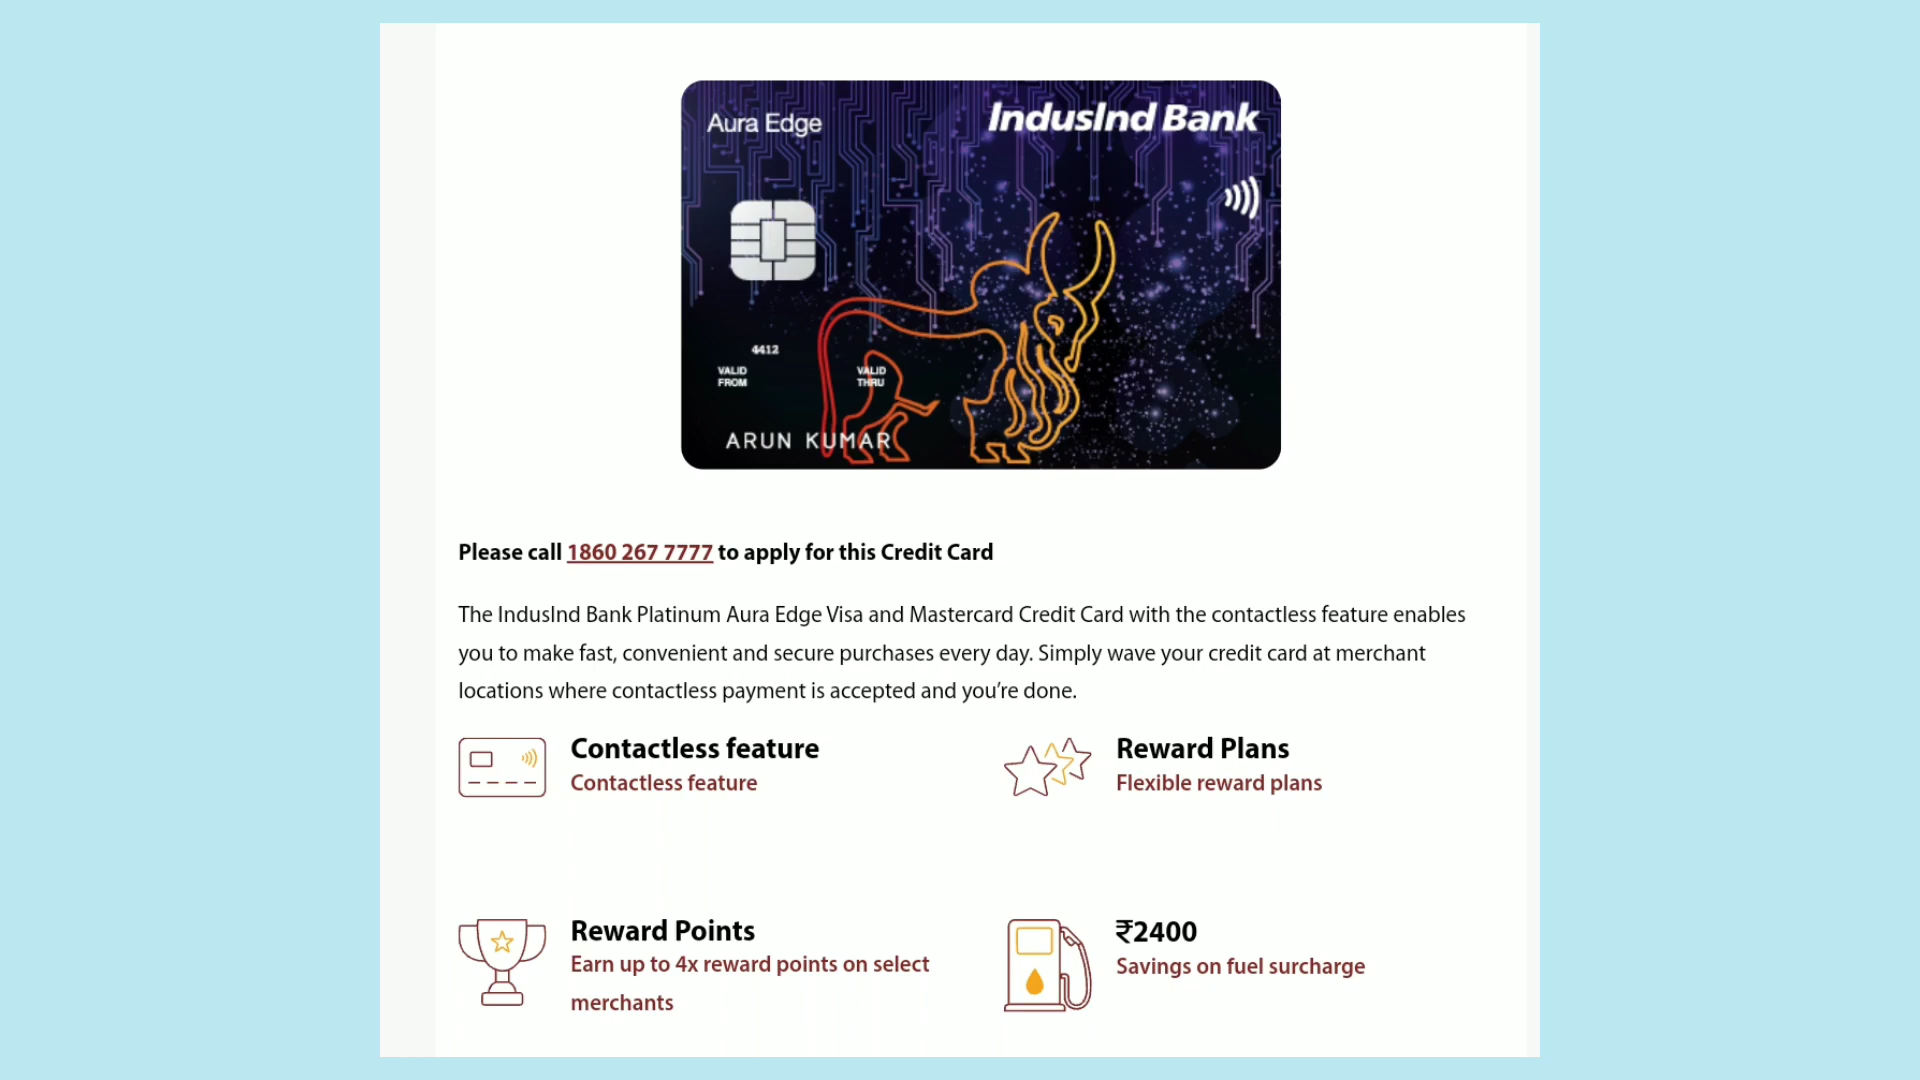 Aura Edge
IndusInd Bank
4412
VALID
FROM
VALID
THRU
ARUN KUMAR
Please call 1860 267 7777 to apply for this Credit Card
The IndusInd Bank Platinum Aura Edge Visa and Mastercard Credit Card with the contactless feature enables
you to make fast, convenient and secure purchases every day. Simply wave your credit card at merchant
locations where contactless payment is accepted and you’re done.
Contactless feature
Contactless feature
Reward Plans
Flexible reward plans
Reward Points
Earn up to 4x reward points on select
merchants
₹2400
Savings on fuel surcharge